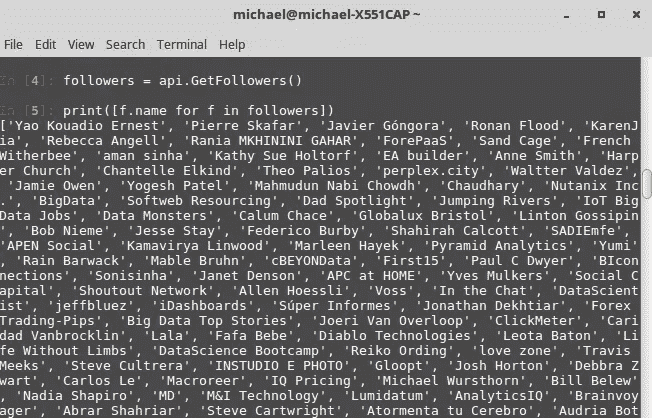 michael@michael-X551CAP ~
File Edit View Search Terminal Help
In [4]: followers = api.GetFollowers()
In [5]: print([f.name for f in followers])
['Yao Kouadio Ernest', 'Pierre Skafar', 'Javier Góngora', 'Ronan Flood', 'KarenJ
ia', 'Rebecca Angell', 'Rania MKHININI GAHAR', 'ForePaaS', 'Sand Cage', 'French
Witherbee', 'aman sinha', 'Kathy Sue Holtorf', 'EA builder', 'Anne Smith', 'Harp
er Church', 'Chantelle Elkind', 'Theo Palios', 'perplex.city', 'Waltter Valdez',
'Jamie Owen', 'Yogesh Patel', 'Mahmudun Nabi Chowdh', 'Chaudhary', 'Nutanix Inc
.', 'BigData', 'Softweb Resourcing', 'Dad Spotlight', 'Jumping Rivers', 'IoT Big
Data Jobs', 'Data Monsters', 'Calum Chace', 'Globalux Bristol', 'Linton Gossipin
', 'Bob Nieme', 'Jesse Stay', 'Federico Burby', 'Shahirah Calcott', 'SADIEmfe',
'APEN Social', 'Kamavirya Linwood', 'Marleen Hayek', 'Pyramid Analytics', 'Yumi'
, 'Rain Barwack', 'Mable Bruhn', 'cBEYONData', 'First15', 'Paul C Dwyer', 'BIcon
nections', 'Sonisinha', 'Janet Denson', 'APC at HOME', 'Yves Mulkers', 'Social C
apital', 'Shoutout Network', 'Allen Hoessli', 'Voss', 'In the Chat', 'DataScient
ist', 'jeffbluez', 'iDashboards', 'Súper Informes', 'Jonathan Dekhtiar', 'Forex
Trading-Pips', 'Big Data Top Stories', 'Joeri Van Overloop', 'ClickMeter', 'Cari
dad Vanbrocklin', 'Lala', 'Fafa Bebe', 'Diablo Technologies', 'Leota Baton', 'Li
fe Without Limbs', 'DataScience Bootcamp', 'Reiko Ording', 'love zone', 'Travis
Meeks', 'Steve Cultrera', 'INSTUDIO E PHOTO', 'Gloopt', 'Josh Horton', 'Debbra Z
wart', 'Carlos Le', 'Macroreer', 'IQ Pricing', 'Michael Wursthorn', 'Bill Belew'
, 'Nadia Shapiro', 'MD', 'M&I Technology', 'Lumidatum', 'AnalyticsIQ', 'Brainvoy
ager', 'Abrar Shahriar', 'Steve Cartwright', 'Atormenta tu Cerebro', 'Audria Bot